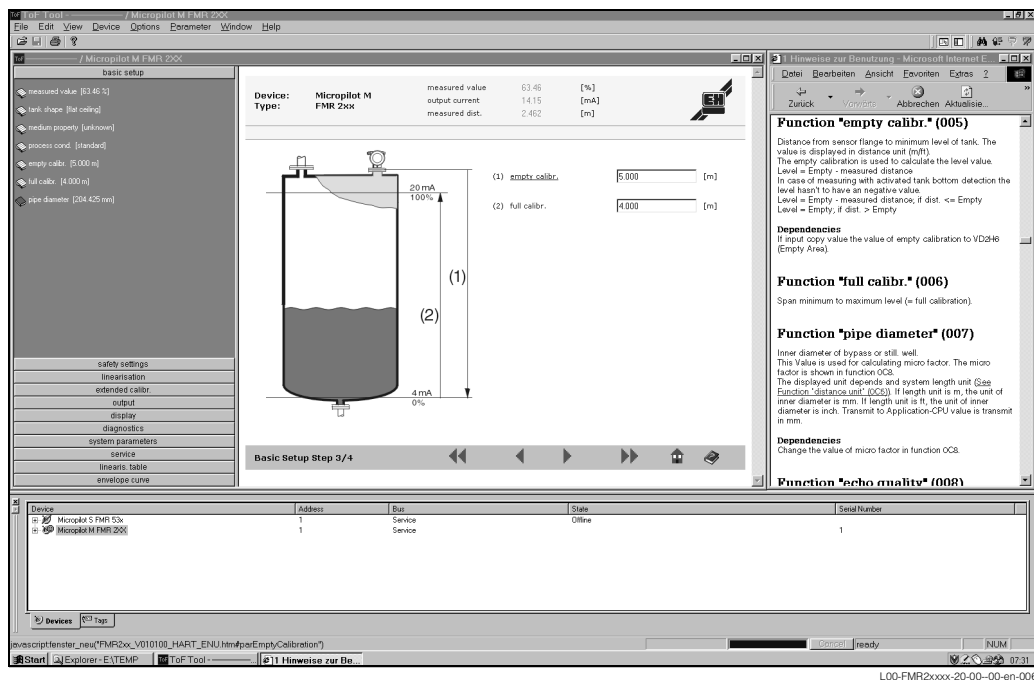 ToF Tool - ———— / Micropilot M FMR 2XX
File Edit View Device Options Parameter Window Help
ToF ———— / Micropilot M FMR 2XX
basic setup
measured value [63.46 %]
tank shape [flat ceiling]
medium property [unknown]
process cond. [standard]
empty calibr. [5.000 m]
full calibr. [4.000 m]
pipe diameter [204.425 mm]
safety settings
linearisation
extended calibr.
output
display
diagnostics
system parameters
service
linearis. table
envelope curve
Device: Micropilot M
Type: FMR 2xx
measured value 63.46 [%]
output current 14.15 [mA]
measured dist. 2.462 [m]
EH
20 mA
100%
(1)
(2)
4 mA
0%
(1) empty calibr. 5.000 [m]
(2) full calibr. 4.000 [m]
Basic Setup Step 3/4
1 Hinweise zur Benutzung - Microsoft Internet E...
Datei Bearbeiten Ansicht Favoriten Extras ?
Zurück Vorwärts Abbrechen Aktualisie...
Function "empty calibr." (005)
Distance from sensor flange to minimum level of tank. The
value is displayed in distance unit (m/ft).
The empty calibration is used to calculate the level value.
Level = Empty - measured distance
In case of measuring with activated tank bottom detection the
level hasn't to have an negative value.
Level = Empty - measured distance; if dist. <= Empty
Level = Empty; if dist. > Empty
Dependencies
If input copy value the value of empty calibration to VD2H6
(Empty Area).
Function "full calibr." (006)
Span minimum to maximum level (= full calibration).
Function "pipe diameter" (007)
Inner diameter of bypass or still. well.
This Value is used for calculating micro factor. The micro
factor is shown in function 0C8.
The displayed unit depends and system length unit (See
Function "distance unit" (0C5)). If length unit is m, the unit of
inner diameter is mm. If length unit is ft, the unit of inner
diameter is inch. Transmit to Application-CPU value is transmit
in mm.
Dependencies
Change the value of micro factor in function 0C8.
Function "echo quality" (008)
Device Address Bus State Serial Number
Micropilot S FMR 53x 1 Service Offline
Micropilot M FMR 2XX 1 Service 1
Devices Tags
javascript:fenster_neu("FMR2xx_V010100_HART_ENU.htm#parEmptyCalibration")
Cancel ready NUM
Start Explorer - E:\TEMP ToF Tool - ———— ... 1 Hinweise zur Be... 07:31
L00-FMR2xxxx-20-00--00-en-006